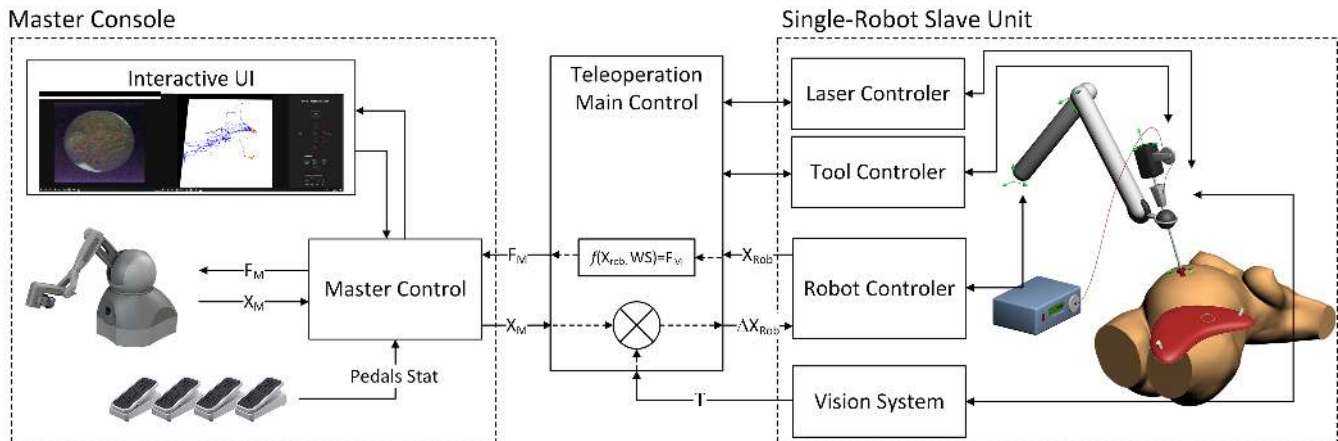 Master Console
Single-Robot Slave Unit
Interactive UI
Teleoperation
Main Control
Laser Controler
Tool Controler
F_M
X_M
Master Control
Pedals Stat
F_M
f(X_rob, WS)=F_M
X_Rob
X_M
ΔX_Rob
Robot Controler
T
Vision System